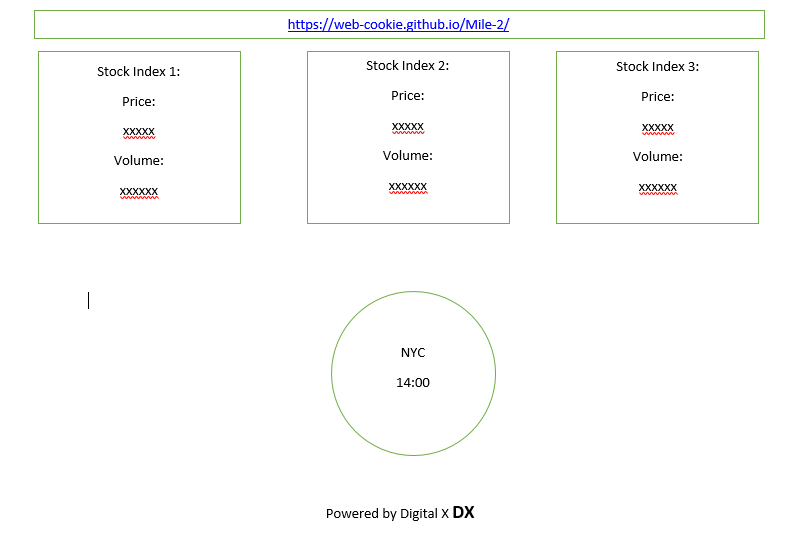 https://web-cookie.github.io/Mile-2/
Stock Index 1:
Price:
xxxxx
Volume:
xxxxxx
Stock Index 2:
Price:
xxxxx
Volume:
xxxxxx
Stock Index 3:
Price:
xxxxx
Volume:
xxxxxx
NYC
14:00
Powered by Digital X DX